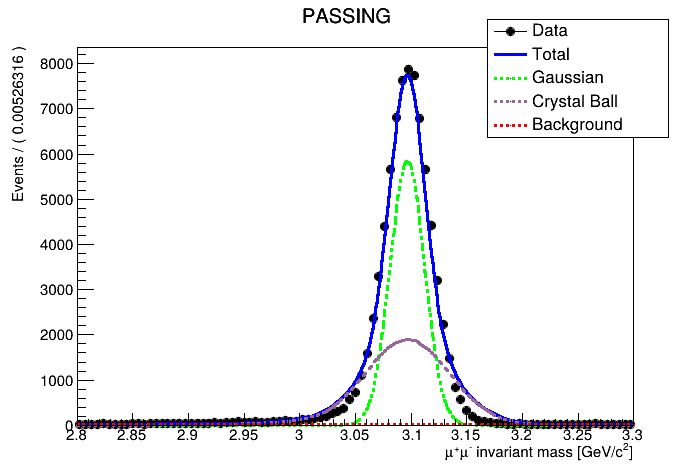 PASSING
Data
Total
Gaussian
Crystal Ball
Background
Events / ( 0.00526316 )
8000
7000
6000
5000
4000
3000
2000
1000
0
2.8 2.85 2.9 2.95 3 3.05 3.1 3.15 3.2 3.25 3.3
μ⁺μ⁻ invariant mass [GeV/c²]